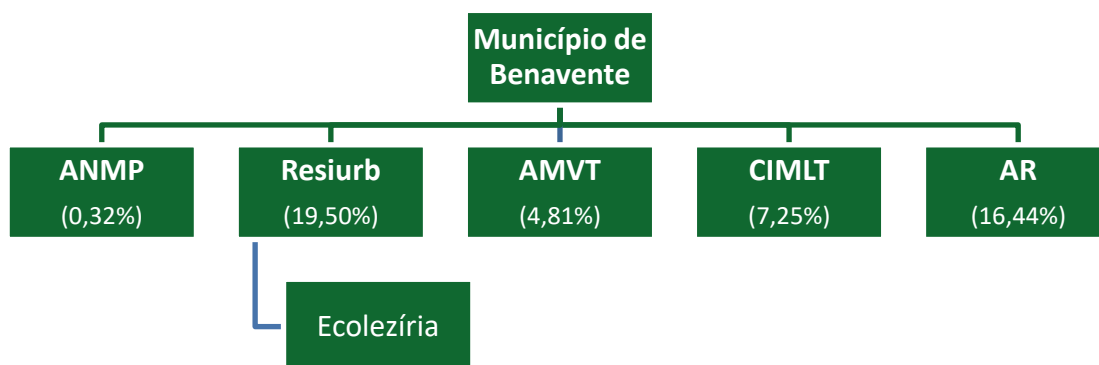 Município de
Benavente
ANMP
(0,32%)
Resiurb
(19,50%)
AMVT
(4,81%)
CIMLT
(7,25%)
AR
(16,44%)
Ecolezíria